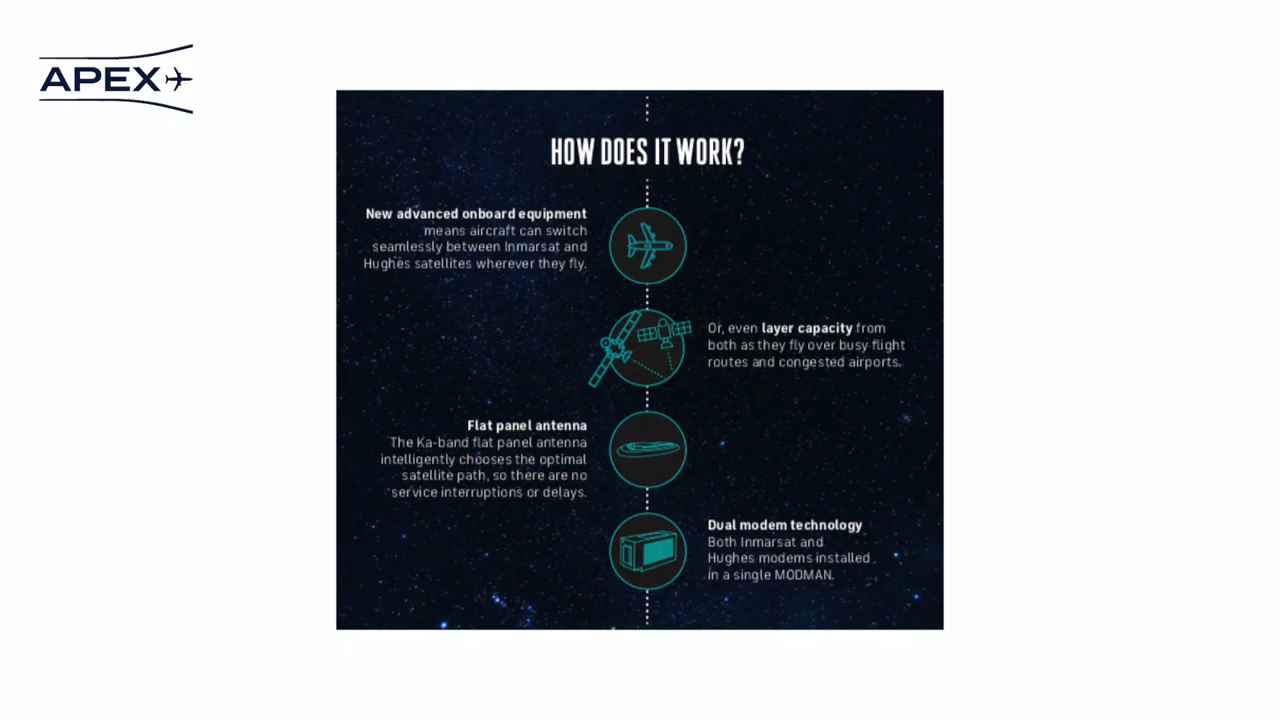 APEX
HOW DOES IT WORK?
New advanced onboard equipment
means aircraft can switch
seamlessly between Inmarsat and
Hughes satellites wherever they fly.
Or, even layer capacity from
both as they fly over busy flight
routes and congested airports.
Flat panel antenna
The Ka-band flat panel antenna
intelligently chooses the optimal
satellite path, so there are no
service interruptions or delays.
Dual modem technology
Both Inmarsat and
Hughes modems installed
in a single MODMAN.